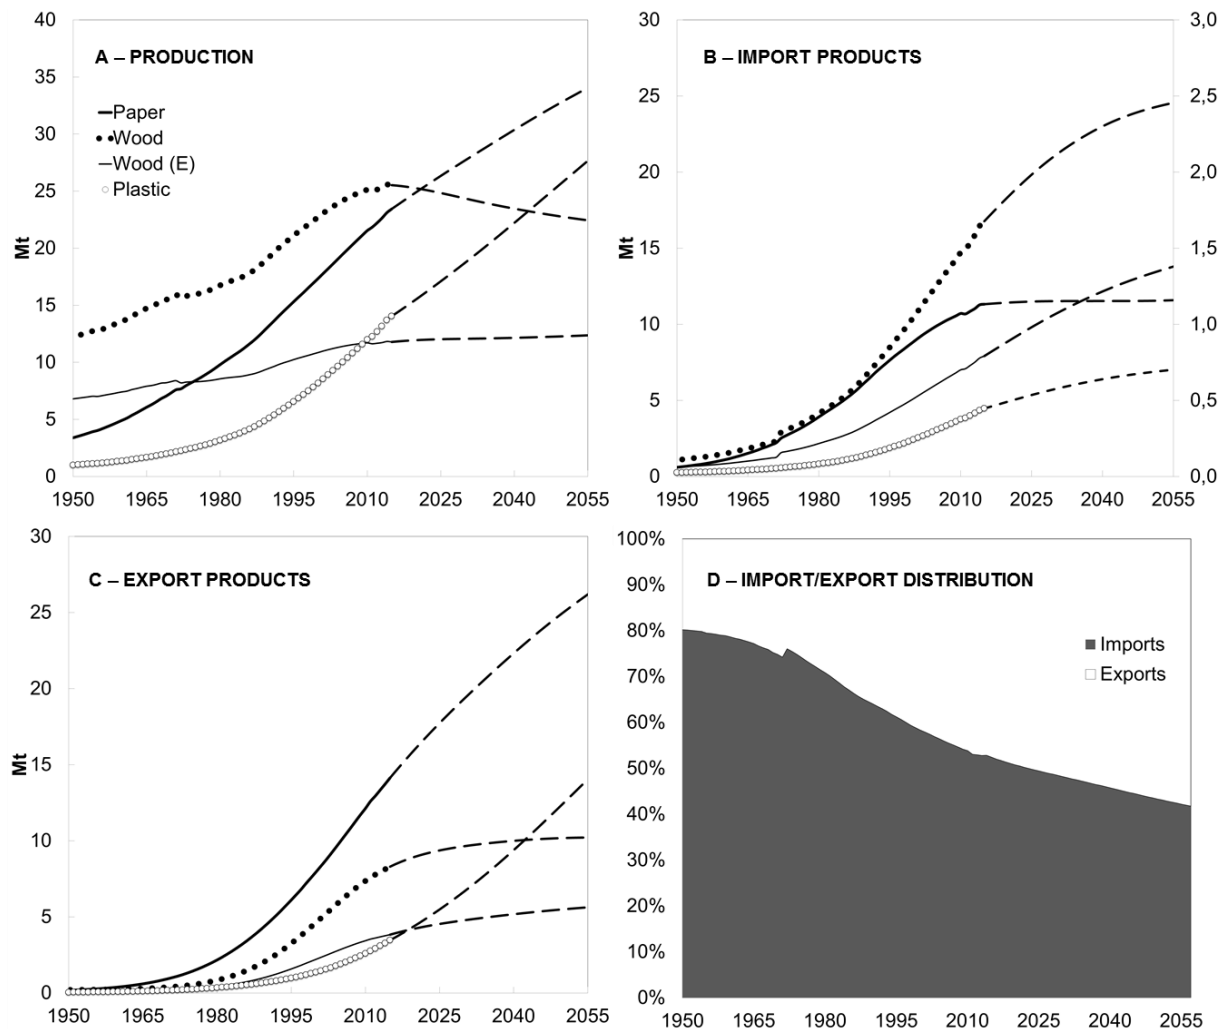 A – PRODUCTION
40
35
30
25
20
15
10
5
0
Mt
Paper
Wood
Wood (E)
Plastic
1950 1965 1980 1995 2010 2025 2040 2055
B – IMPORT PRODUCTS
30
25
20
15
10
5
0
Mt
3,0
2,5
2,0
1,5
1,0
0,5
0,0
1950 1965 1980 1995 2010 2025 2040 2055
C – EXPORT PRODUCTS
30
25
20
15
10
5
0
Mt
1950 1965 1980 1995 2010 2025 2040 2055
D – IMPORT/EXPORT DISTRIBUTION
100%
90%
80%
70%
60%
50%
40%
30%
20%
10%
0%
Imports
Exports
1950 1965 1980 1995 2010 2025 2040 2055